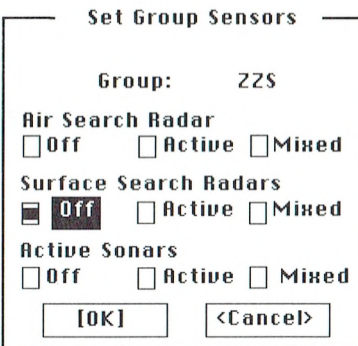 Set Group Sensors
Group: ZZS
Air Search Radar
Off Active Mixed
Surface Search Radars
Off Active Mixed
Active Sonars
Off Active Mixed
[OK] <Cancel>